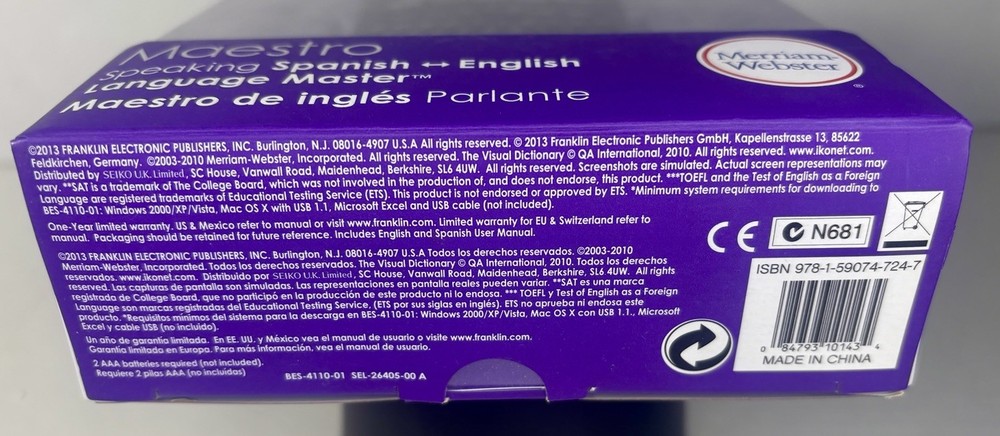 Maestro
Speaking Spanish ↔ English
Language Master™
Maestro de inglés Parlante
Merriam-
Webster
®
©2013 FRANKLIN ELECTRONIC PUBLISHERS, INC. Burlington, N.J. 08016-4907 U.S.A All rights reserved. © 2013 Franklin Electronic Publishers GmbH, Kapellenstrasse 13, 85622
Feldkirchen, Germany. ©2003-2010 Merriam-Webster, Incorporated. All rights reserved. The Visual Dictionary © QA International, 2010. All rights reserved. www.ikonet.com.
Distributed by SEIKO U.K. Limited, SC House, Vanwall Road, Maidenhead, Berkshire, SL6 4UW. All rights reserved. Screenshots are simulated. Actual screen representations may
vary. **SAT is a trademark of The College Board, which was not involved in the production of, and does not endorse, this product. ***TOEFL and the Test of English as a Foreign
Language are registered trademarks of Educational Testing Service (ETS). This product is not endorsed or approved by ETS. *Minimum system requirements for downloading to
BES-4110-01: Windows 2000/XP/Vista, Mac OS X with USB 1.1, Microsoft Excel and USB cable (not included).
One-Year limited warranty. US & Mexico refer to manual or visit www.franklin.com. Limited warranty for EU & Switzerland refer to
manual. Packaging should be retained for future reference. Includes English and Spanish User Manual.
©2013 FRANKLIN ELECTRONIC PUBLISHERS, INC. Burlington, N.J. 08016-4907 U.S.A Todos los derechos reservados. ©2003-2010
Merriam-Webster, Incorporated. Todos los derechos reservados. The Visual Dictionary © QA International, 2010. Todos los derechos
reservados. www.ikonet.com. Distribuido por SEIKO U.K. Limited, SC House, Vanwall Road, Maidenhead, Berkshire, SL6 4UW. All rights
reserved. Las capturas de pantalla son simuladas. Las representaciones en pantalla reales pueden variar. **SAT es una marca
registrada de College Board, que no participó en la producción de este producto ni lo endosa. *** TOEFL y Test of English as a Foreign
Language son marcas registradas del Educational Testing Service, (ETS por sus siglas en inglés). ETS no aprueba ni endosa este
producto. *Requisitos mínimos del sistema para la descarga en BES-4110-01: Windows 2000/XP/Vista, Mac OS X con USB 1.1., Microsoft
Excel y cable USB (no incluido).
Un año de garantía limitada. En EE. UU. y México vea el manual de usuario o visite www.franklin.com.
Garantía limitada en Europa. Para más información, vea el manual de usuario.
2 AAA batteries required (not included).
Requiere 2 pilas AAA (no incluidas)
BES-4110-01 SEL-26405-00 A
CE
N681
ISBN 978-1-59074-724-7
0 84793 10143 4
MADE IN CHINA